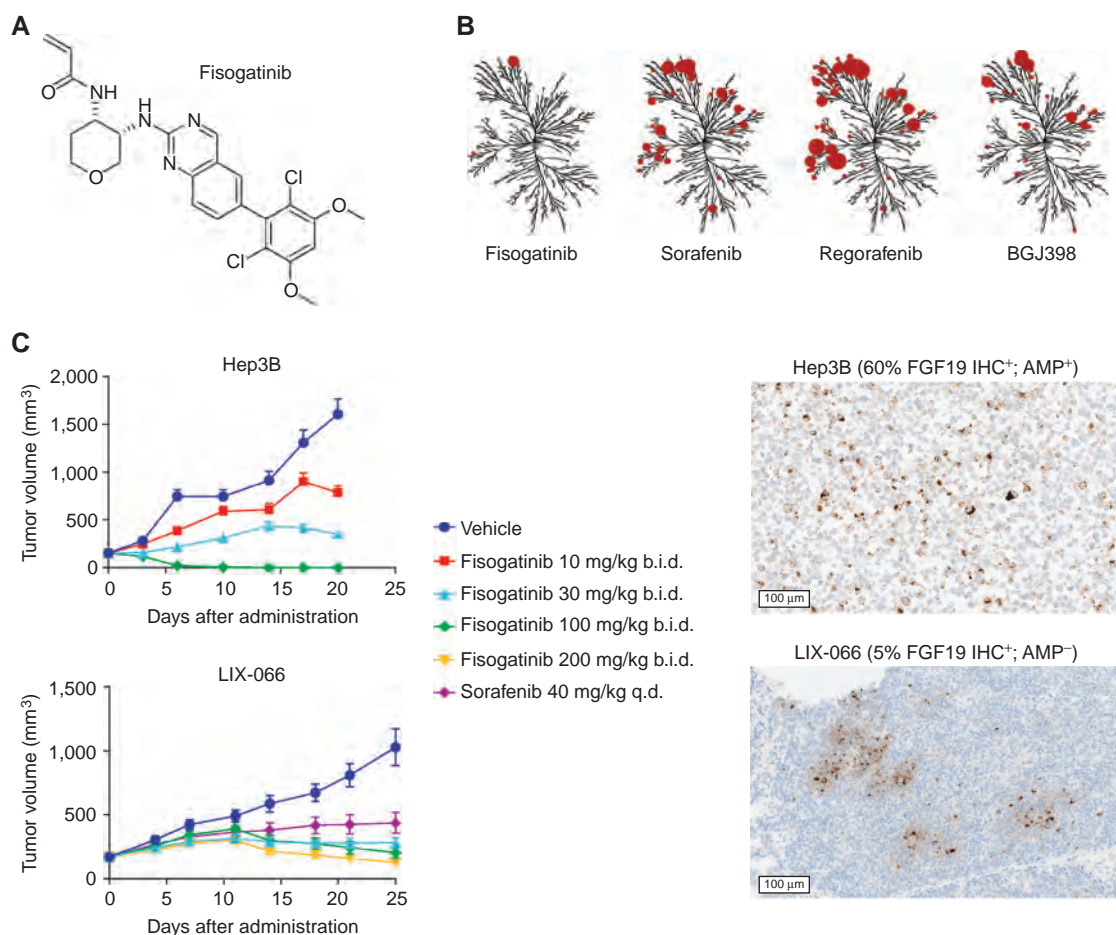 A
Fisogatinib
O
NH
H
N
N
N
O
Cl
O
Cl
O
B
Fisogatinib
Sorafenib
Regorafenib
BGJ398
C
Hep3B
Tumor volume (mm³)
2,000
1,500
1,000
500
0
0 5 10 15 20 25
Days after administration
LIX-066
Tumor volume (mm³)
1,500
1,000
500
0
0 5 10 15 20 25
Days after administration
Vehicle
Fisogatinib 10 mg/kg b.i.d.
Fisogatinib 30 mg/kg b.i.d.
Fisogatinib 100 mg/kg b.i.d.
Fisogatinib 200 mg/kg b.i.d.
Sorafenib 40 mg/kg q.d.
Hep3B (60% FGF19 IHC⁺; AMP⁺)
100 μm
LIX-066 (5% FGF19 IHC⁺; AMP⁻)
100 μm